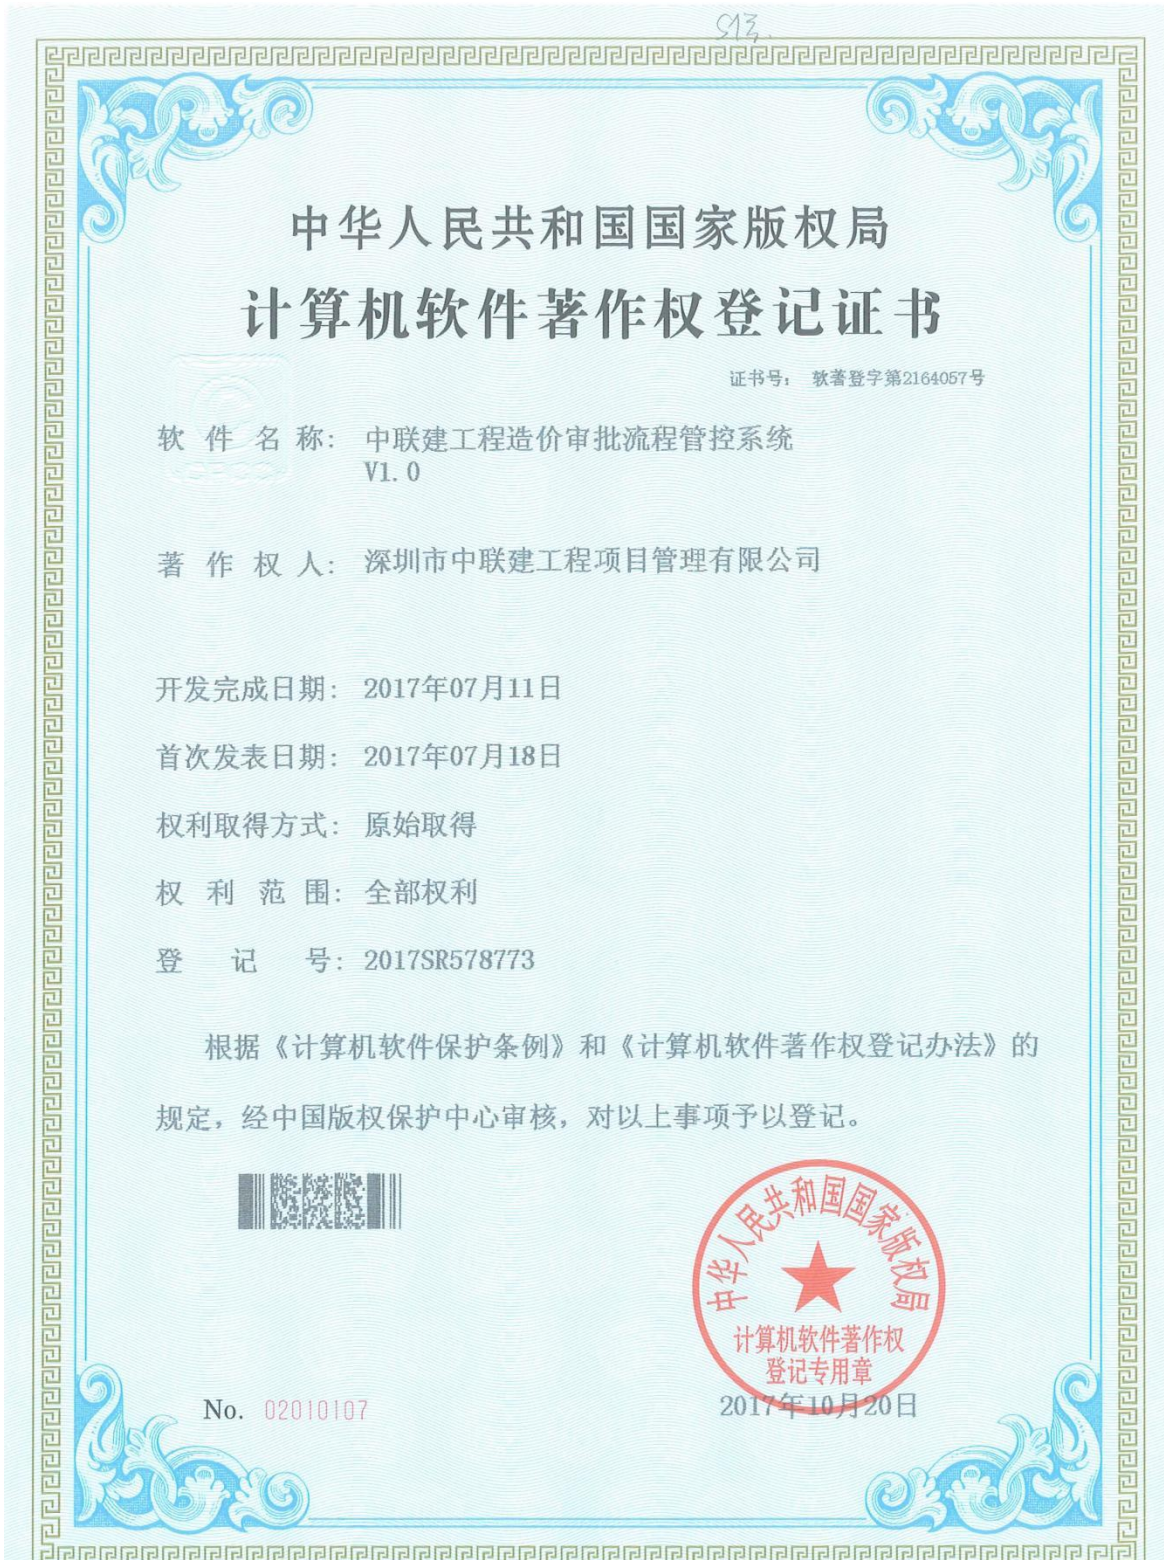 中华人民共和国国家版权局
计算机软件著作权登记证书
证书号： 软著登字第2164057号
软件名称： 中联建工程造价审批流程管控系统
V1.0
著作权人： 深圳市中联建工程项目管理有限公司
开发完成日期： 2017年07月11日
首次发表日期： 2017年07月18日
权利取得方式： 原始取得
权利范围： 全部权利
登记号： 2017SR578773
根据《计算机软件保护条例》和《计算机软件著作权登记办法》的
规定，经中国版权保护中心审核，对以上事项予以登记。
中华人民共和国国家版权局
计算机软件著作权
登记专用章
No. 02010107
2017年10月20日